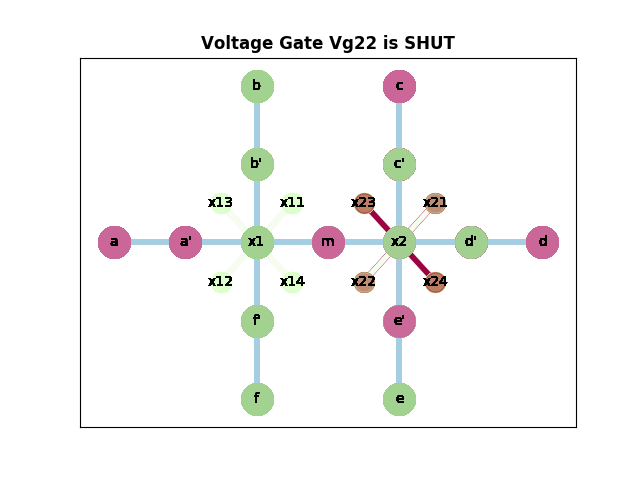 Voltage Gate Vg22 is SHUT
b c
b' c'
x13 x11 x23 x21
a a' x1 m x2 d' d
x12 x14 x22 x24
f' e'
f e